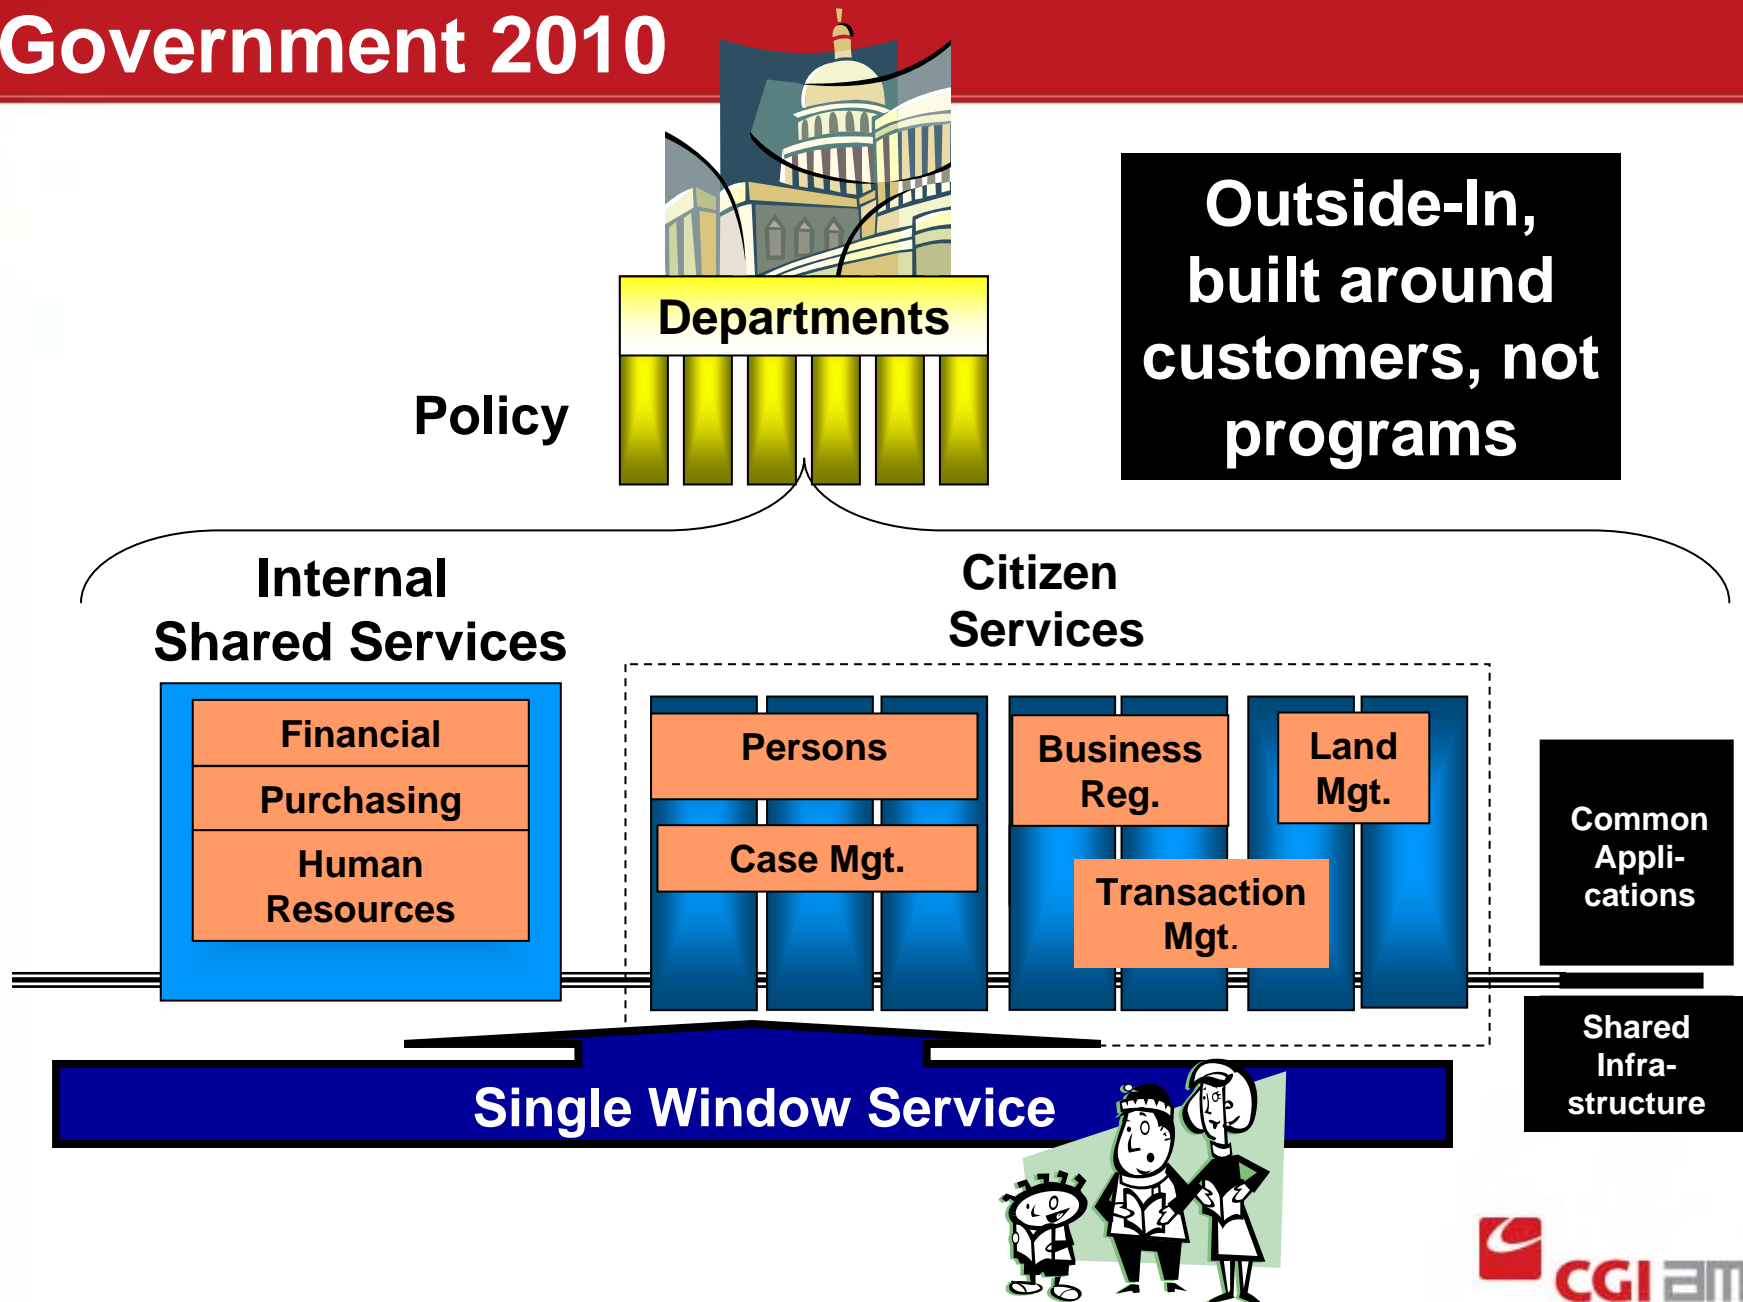 Government 2010
Outside-In,
built around
customers, not
programs
Departments
Policy
Internal
Shared Services
Citizen
Services
Financial
Purchasing
Human
Resources
Persons
Case Mgt.
Business
Reg.
Land
Mgt.
Transaction
Mgt.
Common
Appli-
cations
Shared
Infra-
structure
Single Window Service
CGI am